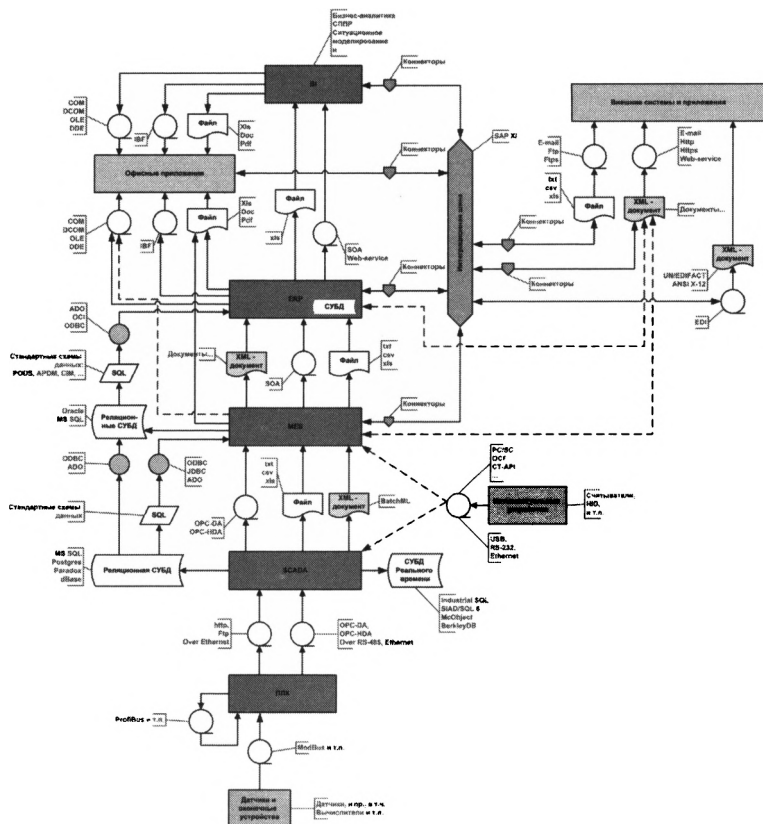 Бизнес-аналитика
СППР
Ситуационное
моделирование
и
BI
Коннекторы
COM
DCOM
OLE
DDE
IBF
Файл
Xls
Doc
Pdf
Внешние системы и приложения
SAP XI
E-mail
Ftp
Ftps
E-mail
Http
Https
Web-service
Офисные приложения
Коннекторы
Интеграционная шина
txt
csv
xls
Файл
XML -
документ
Документы...
COM
DCOM
OLE
DDE
IBF
Файл
Xls
Doc
Pdf
Файл
xls
SOA
Web-service
Коннекторы
Коннекторы
XML -
документ
UN/EDIFACT
ANSI X-12
EDI
Коннекторы
ERP
СУБД
ADO
OCI
ODBC
Стандартные схемы
данных:
PODS, APDM, CIM, ...
SQL
Документы...
XML -
документ
SOA
Файл
txt
csv
xls
Oracle
MS SQL
Реляцион-
ные СУБД
MES
Коннекторы
ODBC
ADO
ODBC
JDBC
ADO
PC/SC
OCF
CT-API
Считыватели,
HID,
и т.п.
USB,
RS-232,
Ethernet
Стандартные схемы
данных
SQL
OPC-DA
OPC-HDA
txt
csv
xls
Файл
XML -
документ
BatchML
MS SQL
Postgres
Paradox
dBase
Реляционная СУБД
SCADA
СУБД
Реального
времени
Industrial SQL
SIAD/SQL 6
McObject
BerkleyDB
http,
Ftp
Over Ethernet
OPC-DA,
OPC-HDA
Over RS-485, Ethernet
ПЛК
ProfiBus и т.п.
ModBus и т.п.
Датчики и
оконечные
устройства
Датчики, и пр., в т.ч.
Вычислители и т.п.